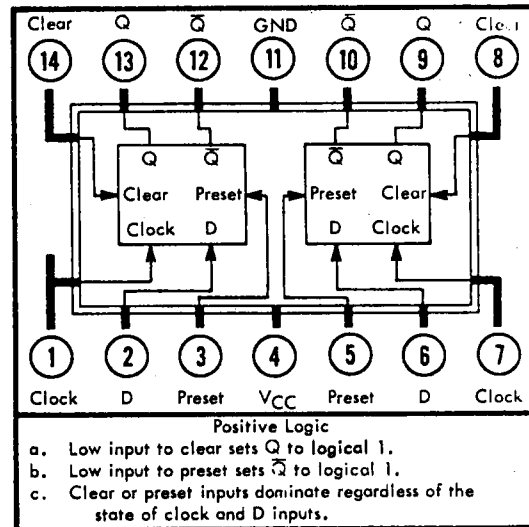 Clear Q Q̅ GND Q̅ Q Clear
14 13 12 11 10 9 8
Q Q̅ Q̅ Q
Clear Preset Preset Clear
Clock D D Clock
1 2 3 4 5 6 7
Clock D Preset VCC Preset D Clock
Positive Logic
a. Low input to clear sets Q to logical 1.
b. Low input to preset sets Q̅ to logical 1.
c. Clear or preset inputs dominate regardless of the
state of clock and D inputs.